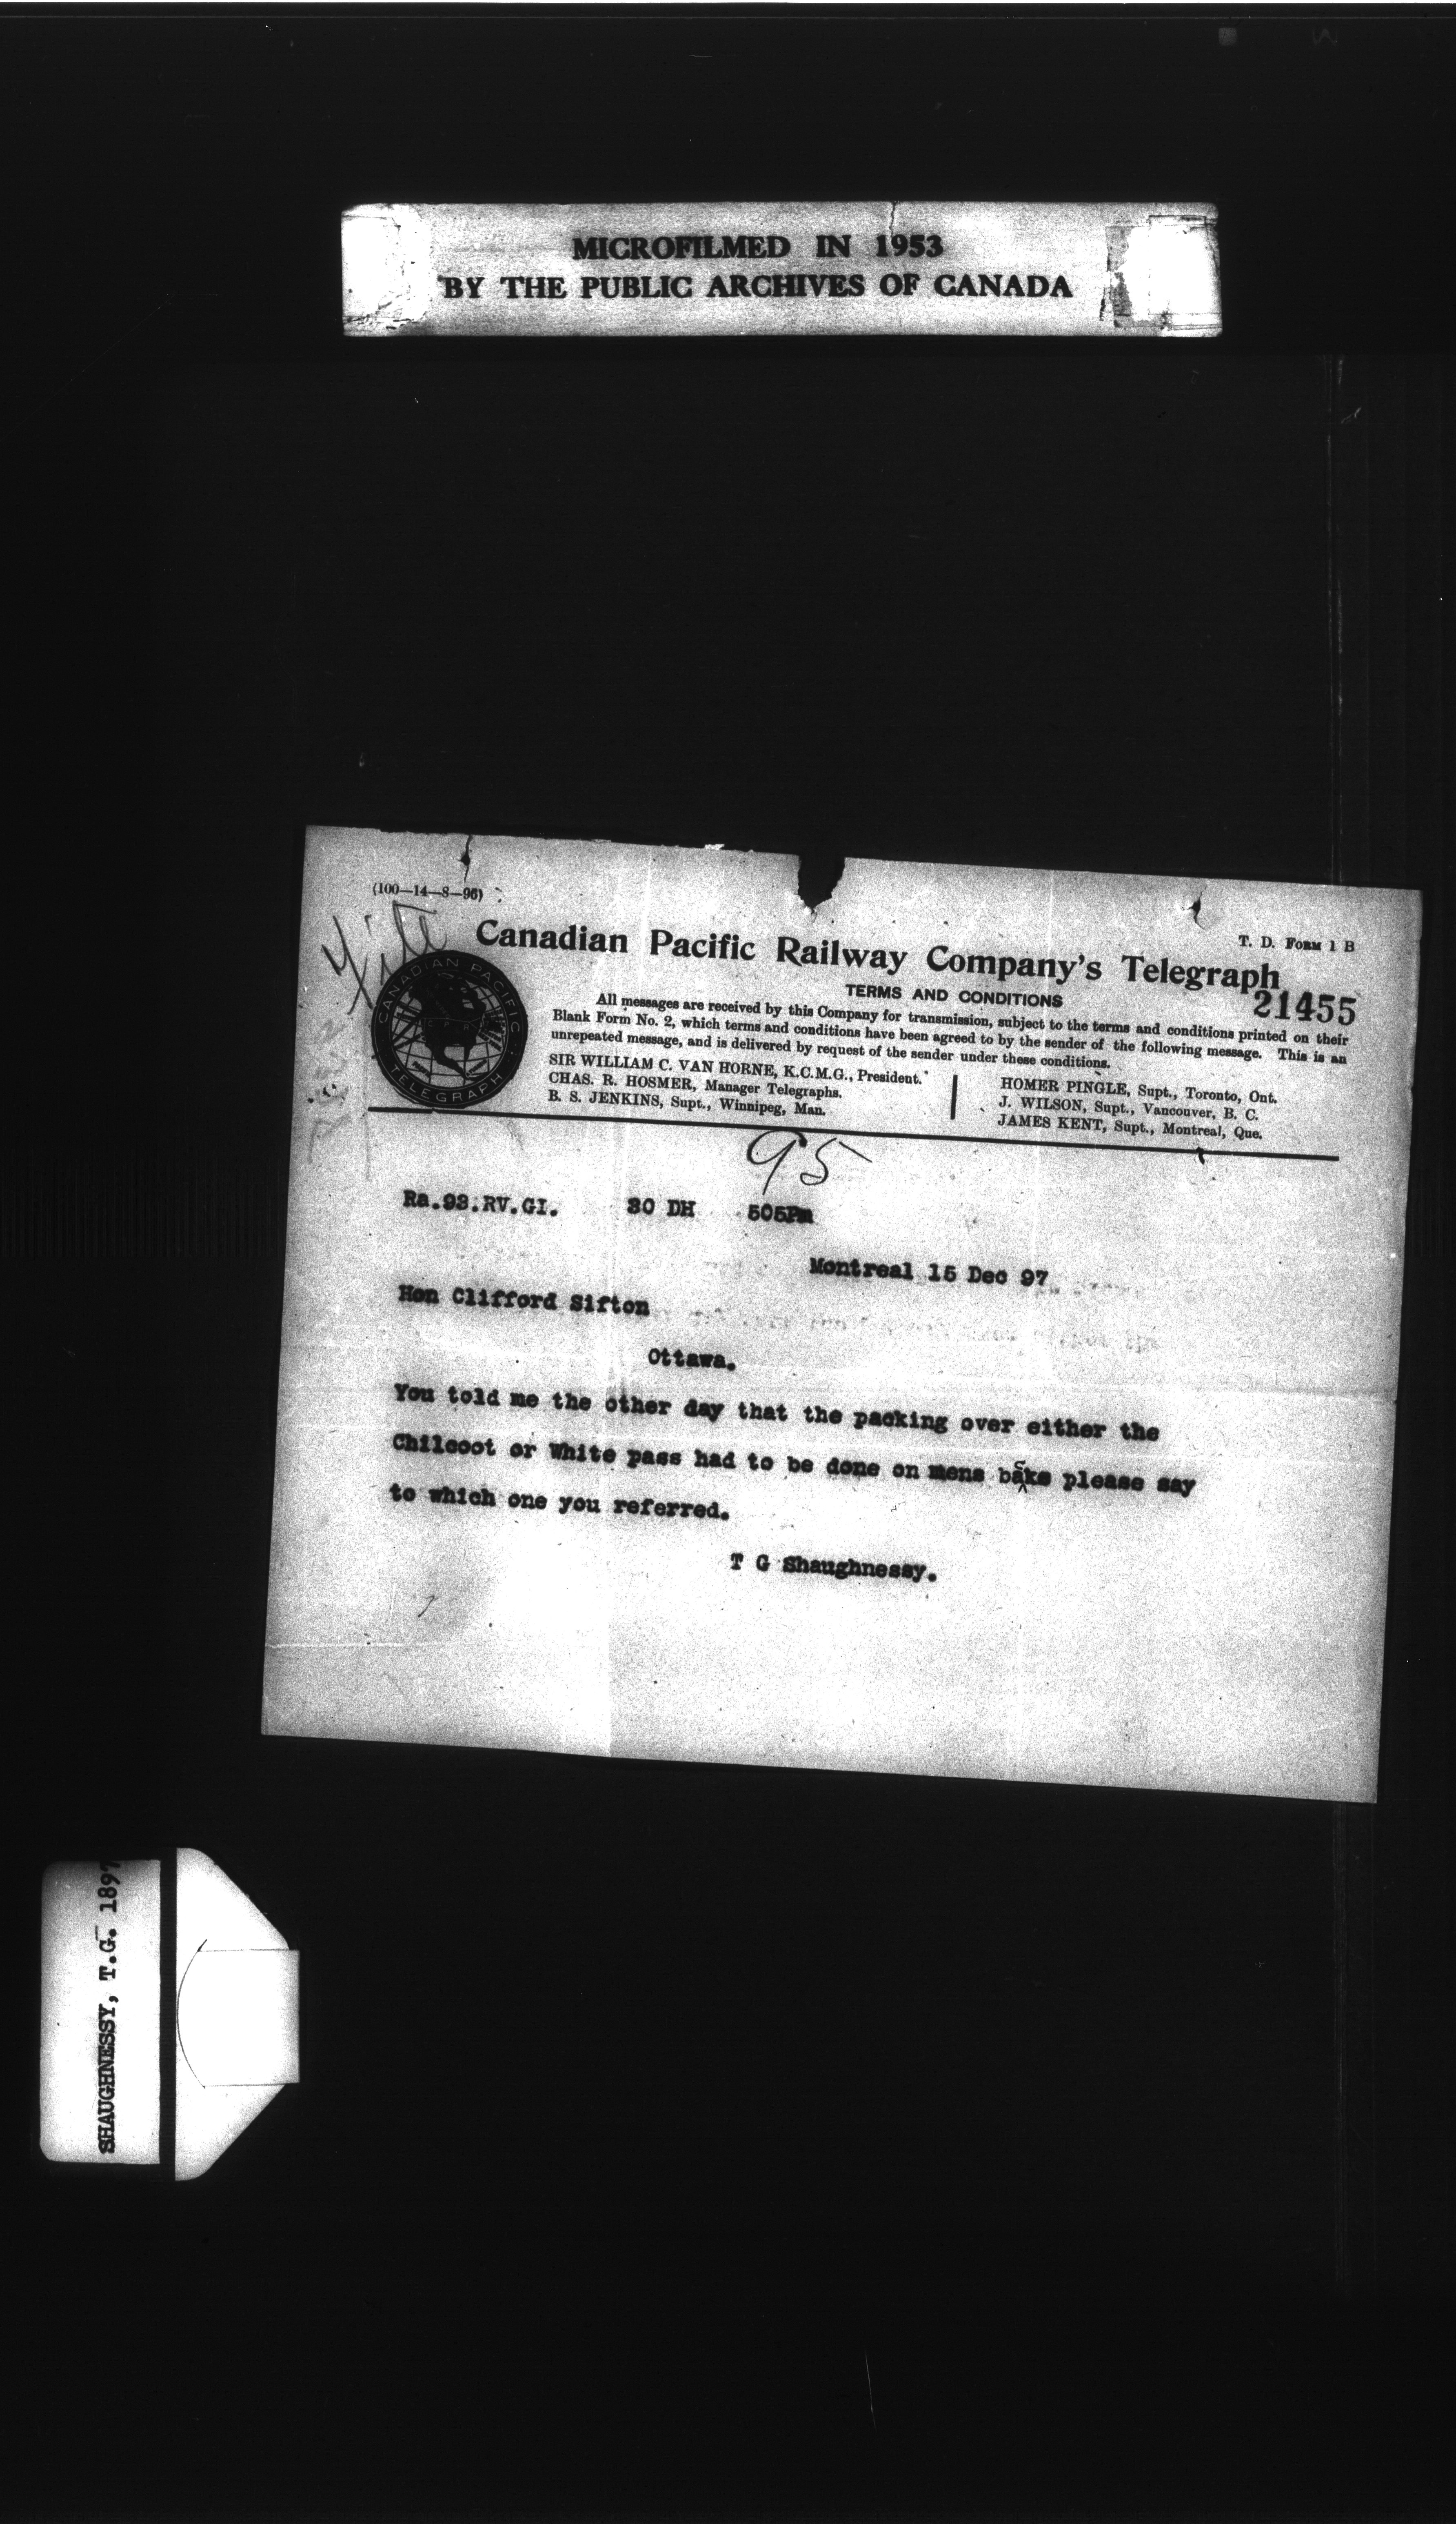 MICROFILMED IN 1953
BY THE PUBLIC ARCHIVES OF CANADA
(100—14—8—96)
File
T. D. FORM 1 B
Canadian Pacific Railway Company's Telegraph
21455
TERMS AND CONDITIONS
All messages are received by this Company for transmission, subject to the terms and conditions printed on their
Blank Form No. 2, which terms and conditions have been agreed to by the sender of the following message. This is an
unrepeated message, and is delivered by request of the sender under these conditions.
SIR WILLIAM C. VAN HORNE, K.C.M.G., President.
CHAS. R. HOSMER, Manager Telegraphs.
B. S. JENKINS, Supt., Winnipeg, Man.
HOMER PINGLE, Supt., Toronto, Ont.
J. WILSON, Supt., Vancouver, B. C.
JAMES KENT, Supt., Montreal, Que.
CANADIAN PACIFIC
TELEGRAPH
95
Ra.93.RV.GI. 30 DH 505Pm
Montreal 15 Dec 97
Hon Clifford Sifton
Ottawa.
You told me the other day that the packing over either the
Chilcoot or White pass had to be done on mens backs please say
to which one you referred.
T G Shaughnessy.
SHAUGHNESSY, T.G. 1897